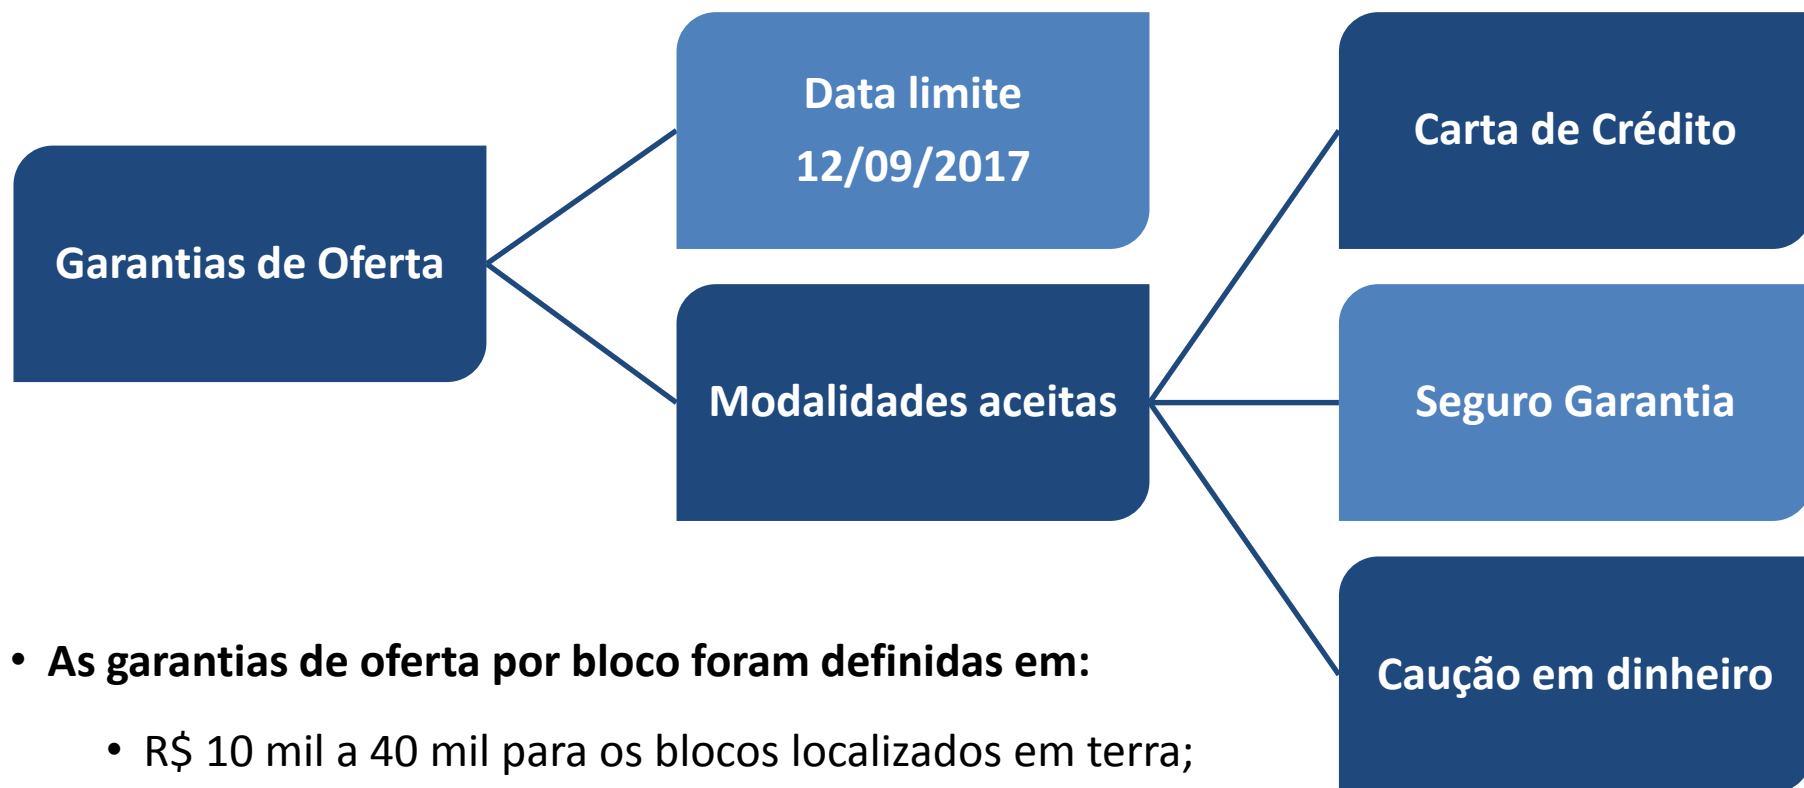 Garantias de Oferta
Data limite
12/09/2017
Modalidades aceitas
Carta de Crédito
Seguro Garantia
Caução em dinheiro
• As garantias de oferta por bloco foram definidas em:
• R$ 10 mil a 40 mil para os blocos localizados em terra;